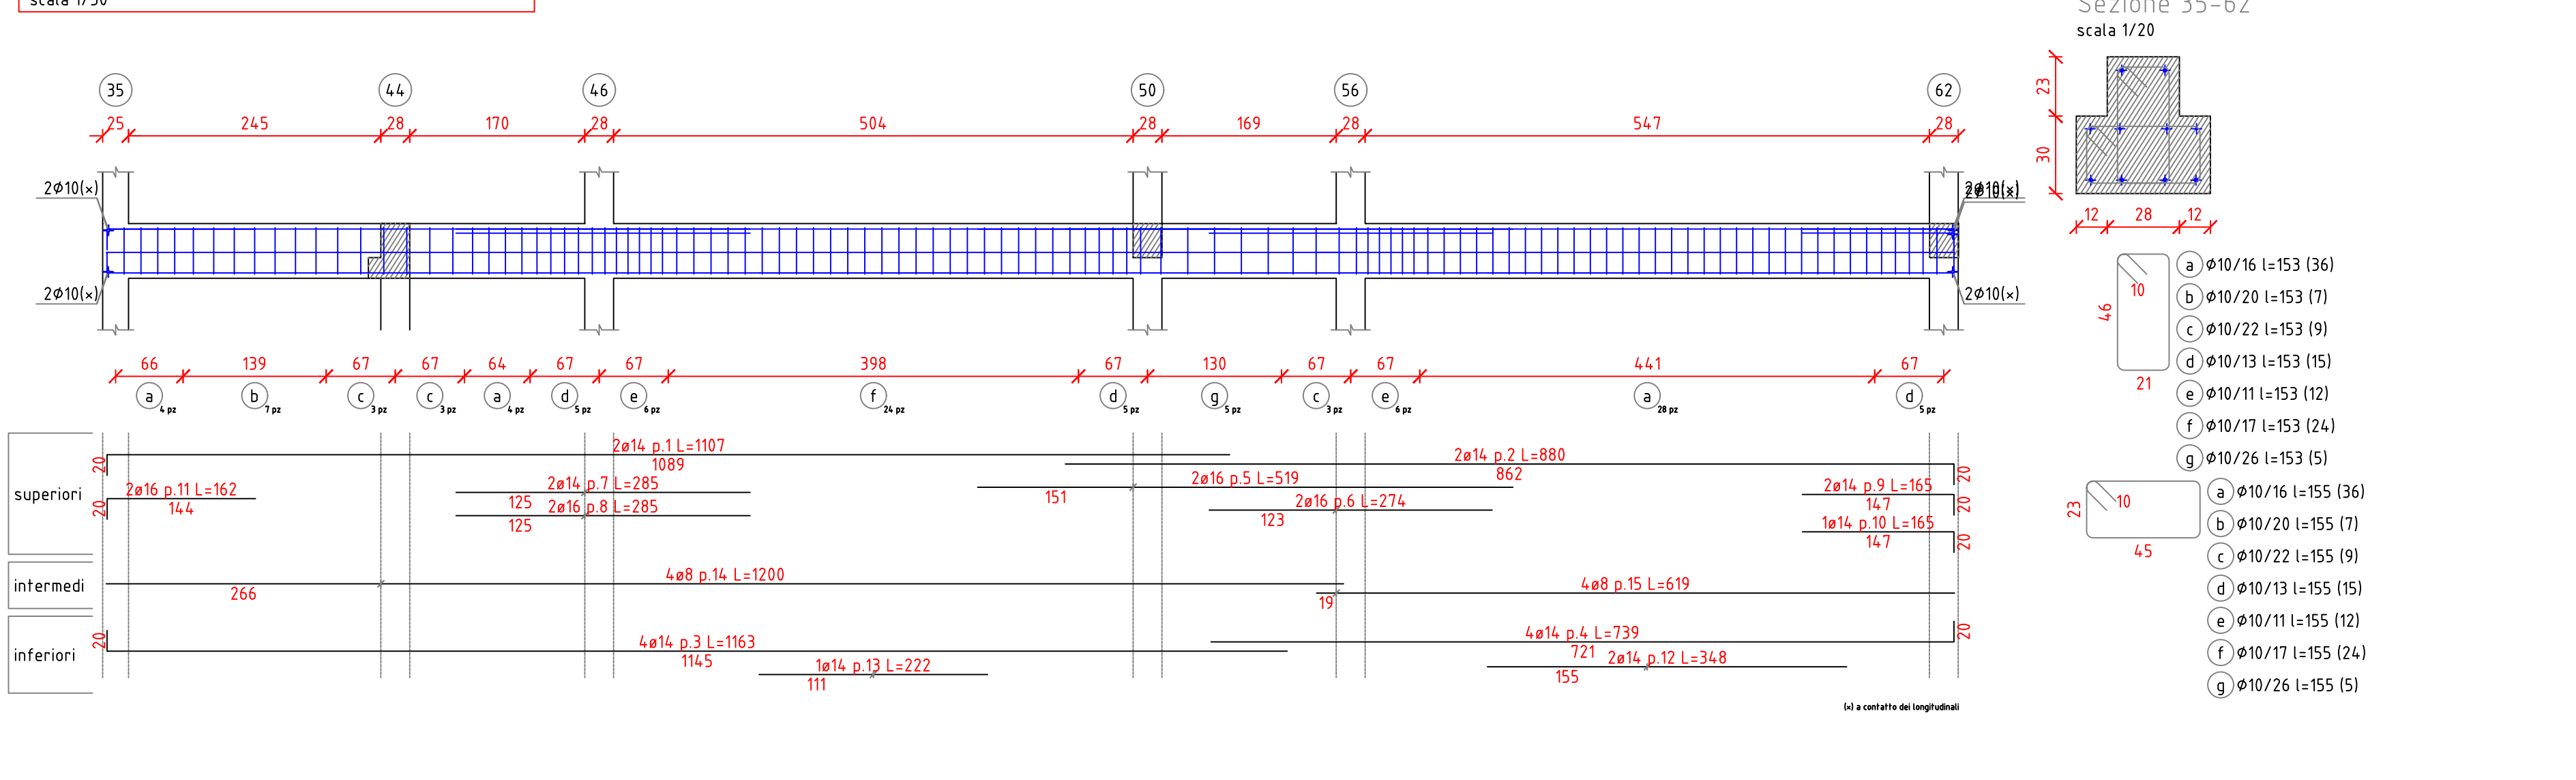 scala 1/50
Sezione 35-62
scala 1/20
35 44 46 50 56 62
25 245 28 170 28 504 28 169 28 547 28
2Ø10(x)
2Ø10(x)
2Ø10(x)
2Ø10(x)
2Ø10(x)
23
30
12 28 12
66 139 67 67 64 67 67 398 67 130 67 67 441 67
a 4 pz b 7 pz c 3 pz c 3 pz a 4 pz d 5 pz e 6 pz f 24 pz d 5 pz g 5 pz c 3 pz e 6 pz a 28 pz d 5 pz
superiori
20 2ø14 p.1 L=1107
1089
2ø14 p.2 L=880
862 20
2ø16 p.11 L=162
20 144
2ø14 p.7 L=285
125
2ø16 p.8 L=285
125
2ø16 p.5 L=519
151
2ø16 p.6 L=274
123
2ø14 p.9 L=165
147 20
1ø14 p.10 L=165
147 20
intermedi
4ø8 p.14 L=1200
266
4ø8 p.15 L=619
19
inferiori
20 4ø14 p.3 L=1163
1145
4ø14 p.4 L=739
721 20
1ø14 p.13 L=222
111
2ø14 p.12 L=348
155
(x) a contatto dei longitudinali
46 10 21
a Ø10/16 l=153 (36)
b Ø10/20 l=153 (7)
c Ø10/22 l=153 (9)
d Ø10/13 l=153 (15)
e Ø10/11 l=153 (12)
f Ø10/17 l=153 (24)
g Ø10/26 l=153 (5)
23 10 45
a Ø10/16 l=155 (36)
b Ø10/20 l=155 (7)
c Ø10/22 l=155 (9)
d Ø10/13 l=155 (15)
e Ø10/11 l=155 (12)
f Ø10/17 l=155 (24)
g Ø10/26 l=155 (5)